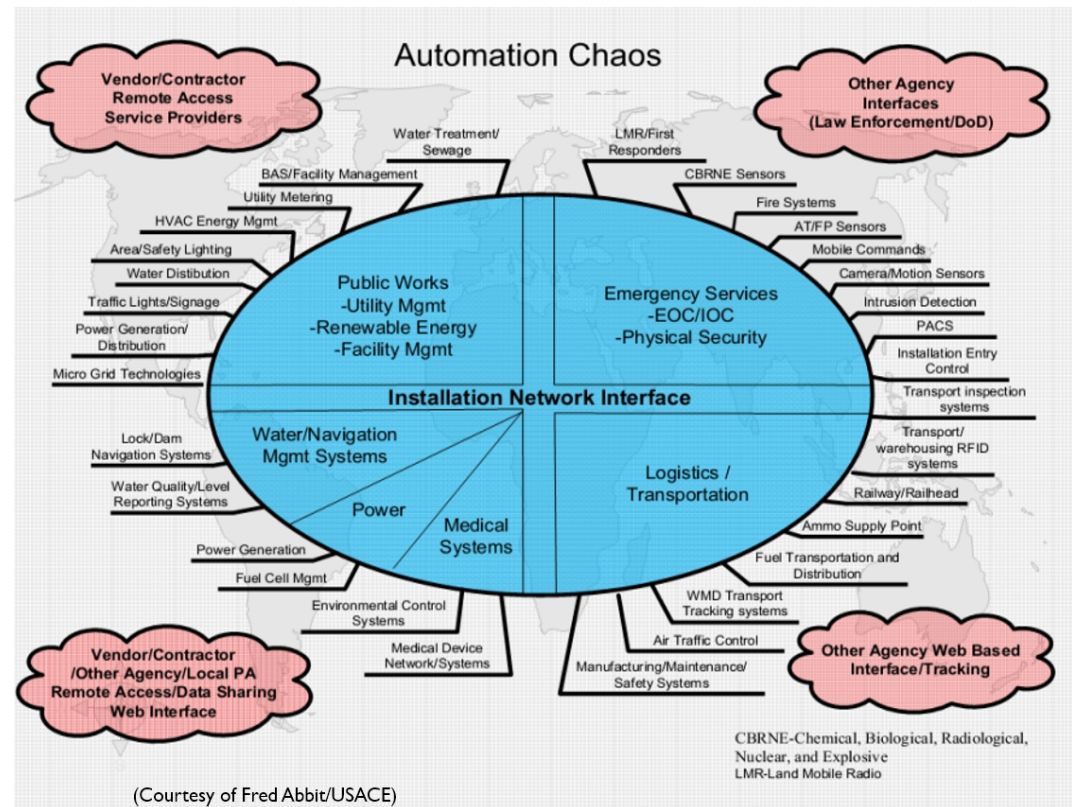 Automation Chaos
Vendor/Contractor
Remote Access
Service Providers
Other Agency
Interfaces
(Law Enforcement/DoD)
Water Treatment/
Sewage
BAS/Facility Management
Utility Metering
HVAC Energy Mgmt
Area/Safety Lighting
Water Distibution
Traffic Lights/Signage
Power Generation/
Distribution
Micro Grid Technologies
LMR/First
Responders
CBRNE Sensors
Fire Systems
AT/FP Sensors
Mobile Commands
Camera/Motion Sensors
Intrusion Detection
PACS
Installation Entry
Control
Transport inspection
systems
Transport/
warehousing RFID
systems
Railway/Railhead
Ammo Supply Point
Fuel Transportation and
Distribution
WMD Transport
Tracking systems
Air Traffic Control
Manufacturing/Maintenance/
Safety Systems
Public Works
-Utility Mgmt
-Renewable Energy
-Facility Mgmt
Emergency Services
-EOC/IOC
-Physical Security
Installation Network Interface
Water/Navigation
Mgmt Systems
Power
Medical
Systems
Logistics /
Transportation
Lock/Dam
Navigation Systems
Water Quality/Level
Reporting Systems
Power Generation
Fuel Cell Mgmt
Environmental Control
Systems
Medical Device
Network/Systems
Vendor/Contractor
/Other Agency/Local PA
Remote Access/Data Sharing
Web Interface
Other Agency Web Based
Interface/Tracking
CBRNE-Chemical, Biological, Radiological,
Nuclear, and Explosive
LMR-Land Mobile Radio
(Courtesy of Fred Abbit/USACE)